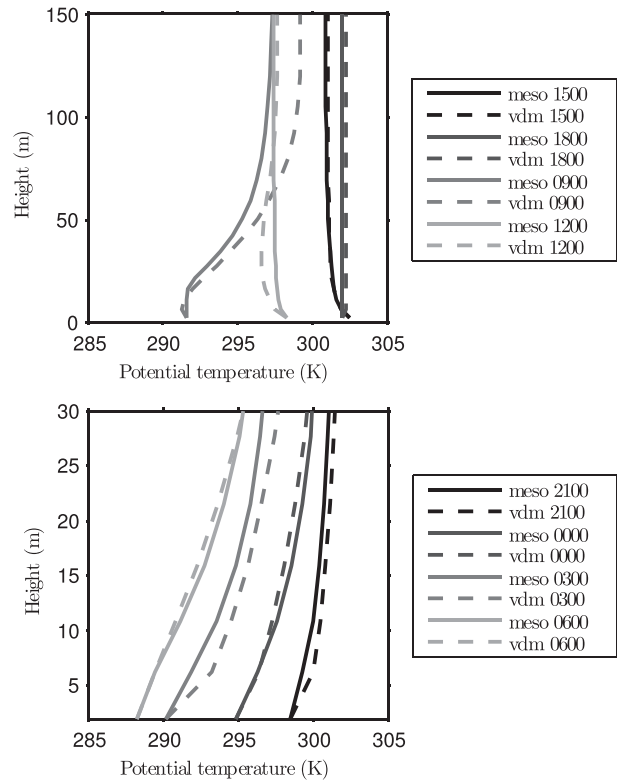 150
100
50
0
Height (m)
285 290 295 300 305
Potential temperature (K)
meso 1500
vdm 1500
meso 1800
vdm 1800
meso 0900
vdm 0900
meso 1200
vdm 1200
30
25
20
15
10
5
Height (m)
285 290 295 300 305
Potential temperature (K)
meso 2100
vdm 2100
meso 0000
vdm 0000
meso 0300
vdm 0300
meso 0600
vdm 0600